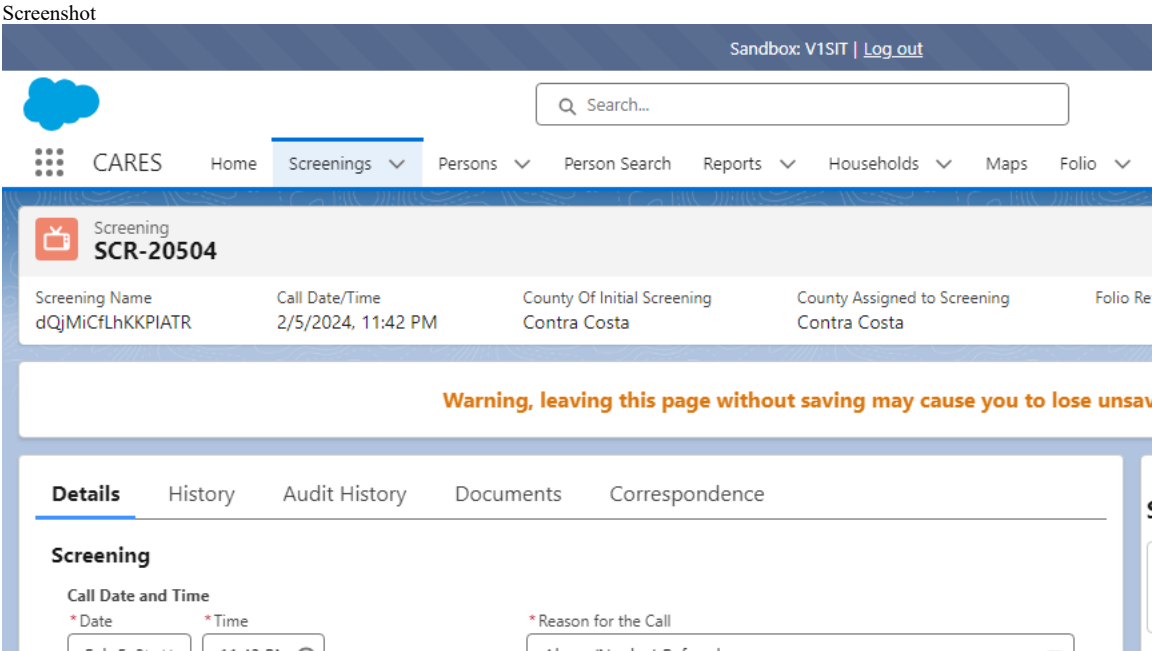 Screenshot
Sandbox: V1SIT | Log out
Search...
CARES Home Screenings Persons Person Search Reports Households Maps Folio
Screening
SCR-20504
Screening Name Call Date/Time County Of Initial Screening County Assigned to Screening Folio Re
dQjMiCfLhKKPIATR 2/5/2024, 11:42 PM Contra Costa Contra Costa
Warning, leaving this page without saving may cause you to lose unsav
Details History Audit History Documents Correspondence
Screening
Call Date and Time
*Date *Time *Reason for the Call